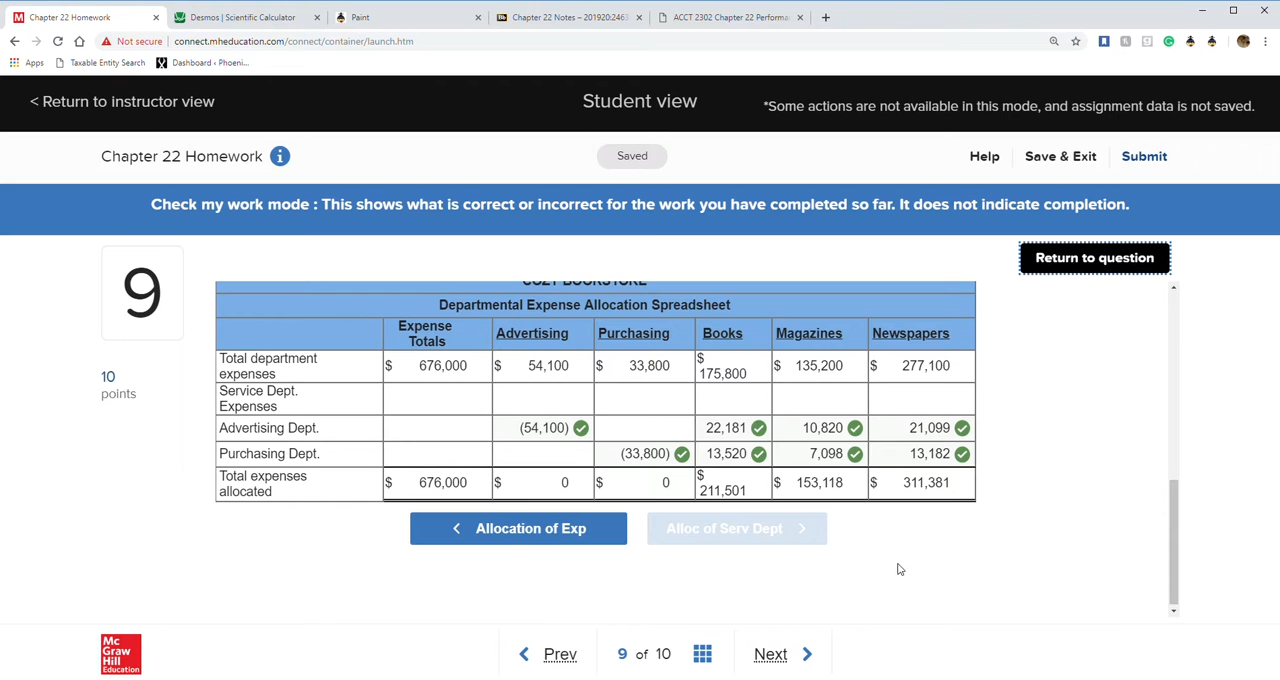 Chapter 22 Homework
Desmos | Scientific Calculator
Paint
Bb Chapter 22 Notes – 201920:2463
ACCT 2302 Chapter 22 Performa
Not secure | connect.mheducation.com/connect/container/launch.htm
Apps Taxable Entity Search Dashboard ‹ Phoeni...
< Return to instructor view
Student view
*Some actions are not available in this mode, and assignment data is not saved.
Chapter 22 Homework i
Saved
Help Save & Exit Submit
Check my work mode : This shows what is correct or incorrect for the work you have completed so far. It does not indicate completion.
Return to question
9
10
points
COZY BOOKSTORE
Departmental Expense Allocation Spreadsheet
Expense Totals Advertising Purchasing Books Magazines Newspapers
Total department expenses $ 676,000 $ 54,100 $ 33,800 $ 175,800 $ 135,200 $ 277,100
Service Dept. Expenses
Advertising Dept. (54,100) 22,181 10,820 21,099
Purchasing Dept. (33,800) 13,520 7,098 13,182
Total expenses allocated $ 676,000 $ 0 $ 0 $ 211,501 $ 153,118 $ 311,381
< Allocation of Exp
Alloc of Serv Dept >
Mc
Graw
Hill
Education
< Prev 9 of 10 Next >